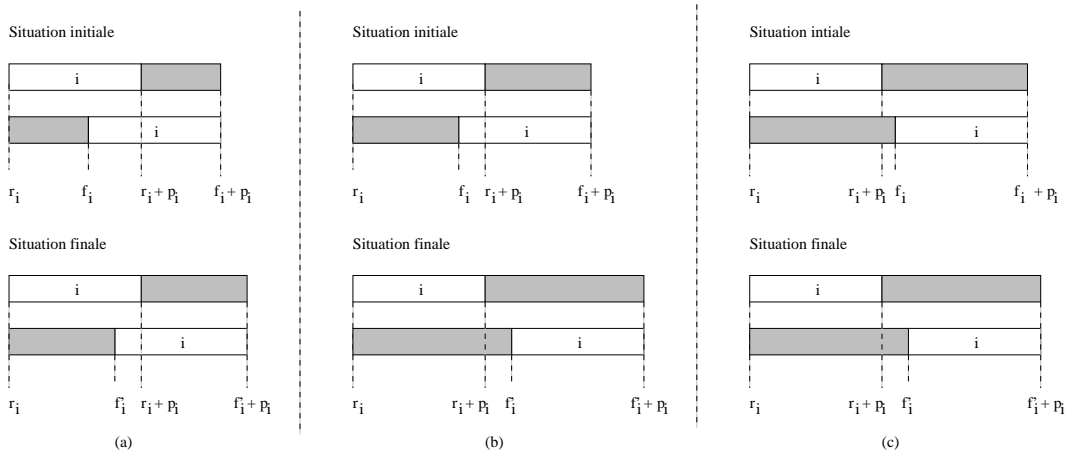 Situation initiale
i
i
r_i f_i r_i + p_i f_i + p_i
Situation finale
i
i
r_i f'_i r_i + p_i f'_i + p_i
(a)
Situation initiale
i
i
r_i f_i r_i + p_i f_i + p_i
Situation finale
i
i
r_i r_i + p_i f'_i f'_i + p_i
(b)
Situation intiale
i
i
r_i r_i + p_i f_i f_i + p_i
Situation finale
i
i
r_i r_i + p_i f'_i f'_i + p_i
(c)